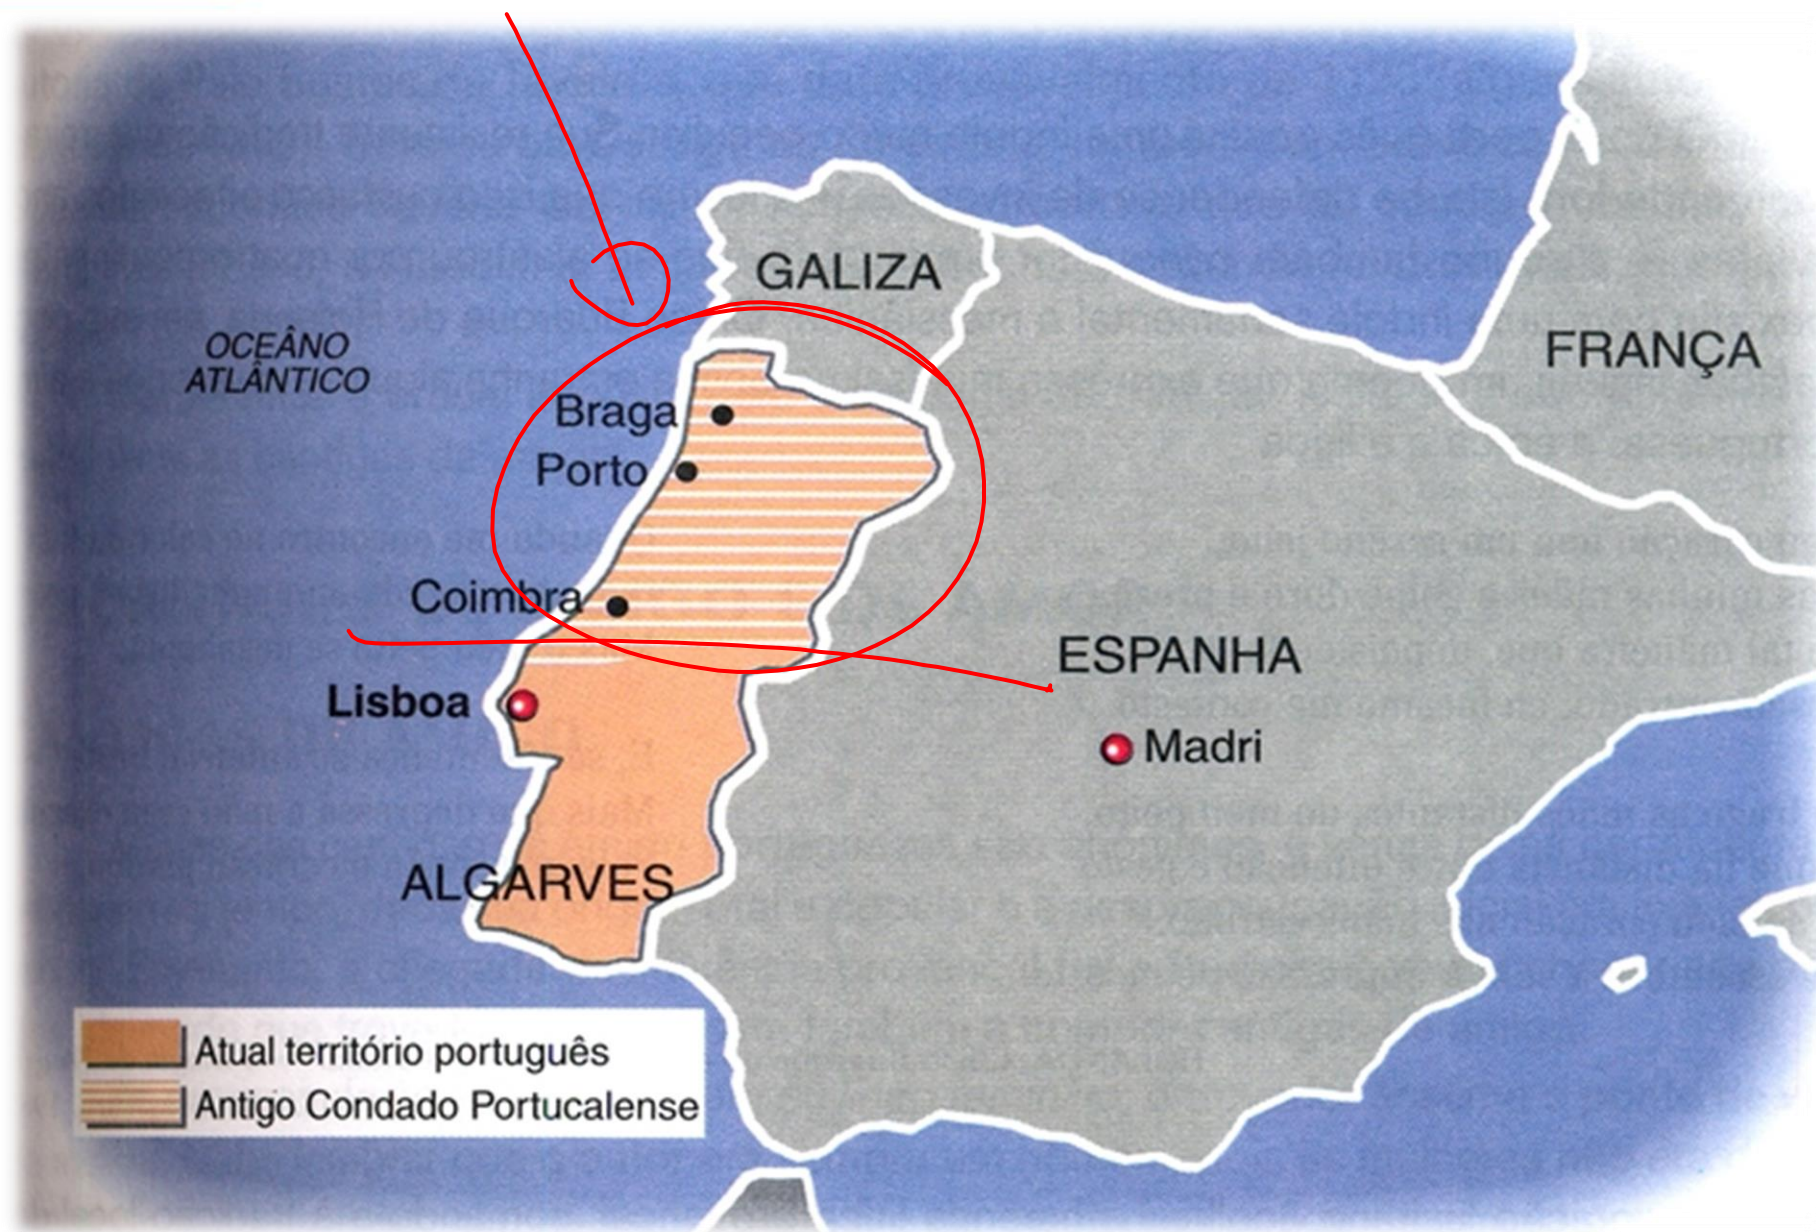 GALIZA
FRANÇA
OCEÂNO
ATLÂNTICO
Braga
Porto
Coimbra
ESPANHA
Lisboa
Madri
ALGARVES
Atual território português
Antigo Condado Portucalense